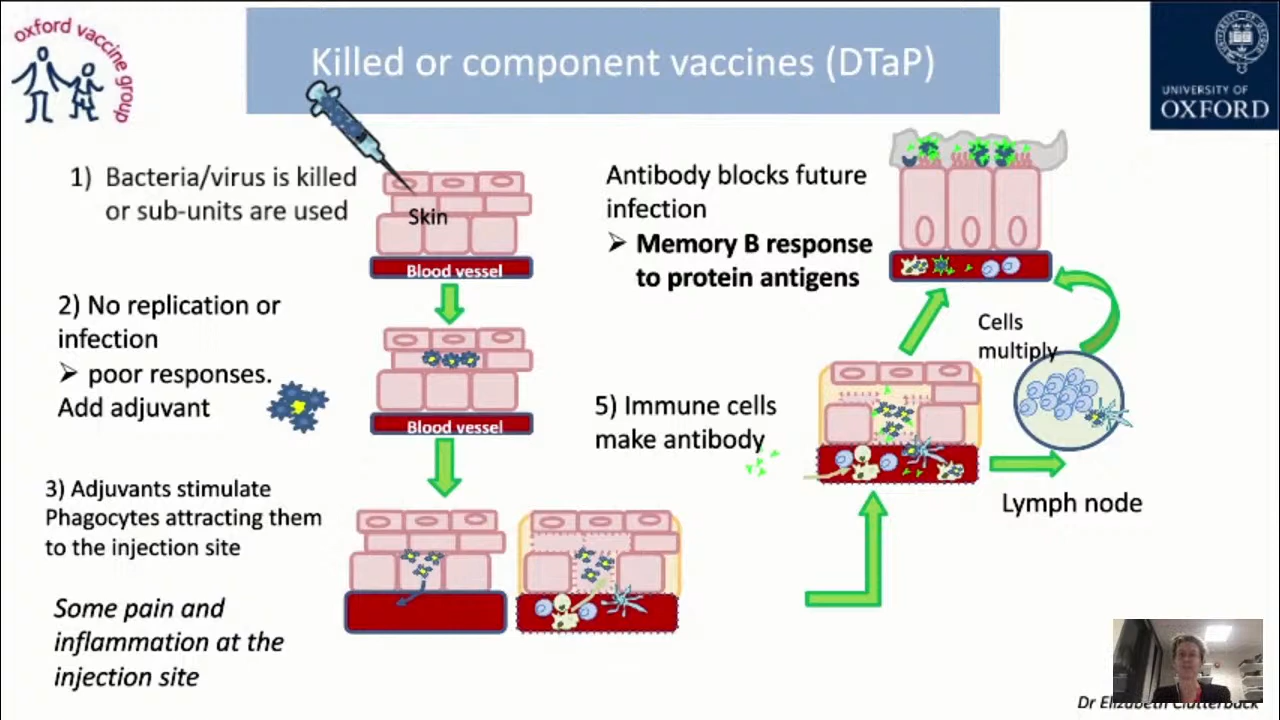 oxford vaccine group
Killed or component vaccines (DTaP)
UNIVERSITY OF
OXFORD
1) Bacteria/virus is killed
or sub-units are used
Skin
Blood vessel
2) No replication or
infection
➢ poor responses.
Add adjuvant
Blood vessel
3) Adjuvants stimulate
Phagocytes attracting them
to the injection site
Some pain and
inflammation at the
injection site
Antibody blocks future
infection
➢ Memory B response
to protein antigens
Cells
multiply
5) Immune cells
make antibody
Lymph node
Dr Elizabeth Clutterbuck